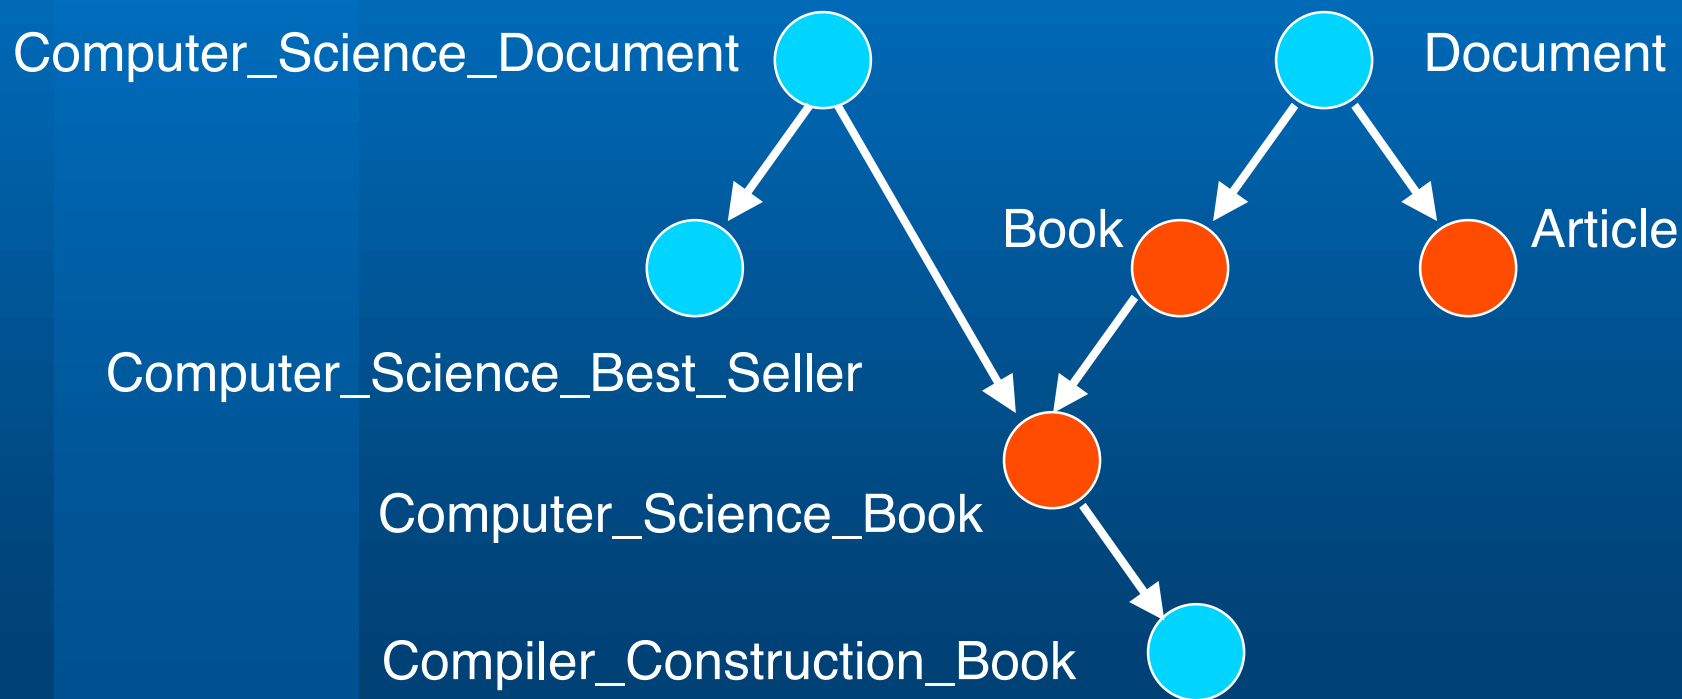 Computer_Science_Document
Document
Book
Article
Computer_Science_Best_Seller
Computer_Science_Book
Compiler_Construction_Book